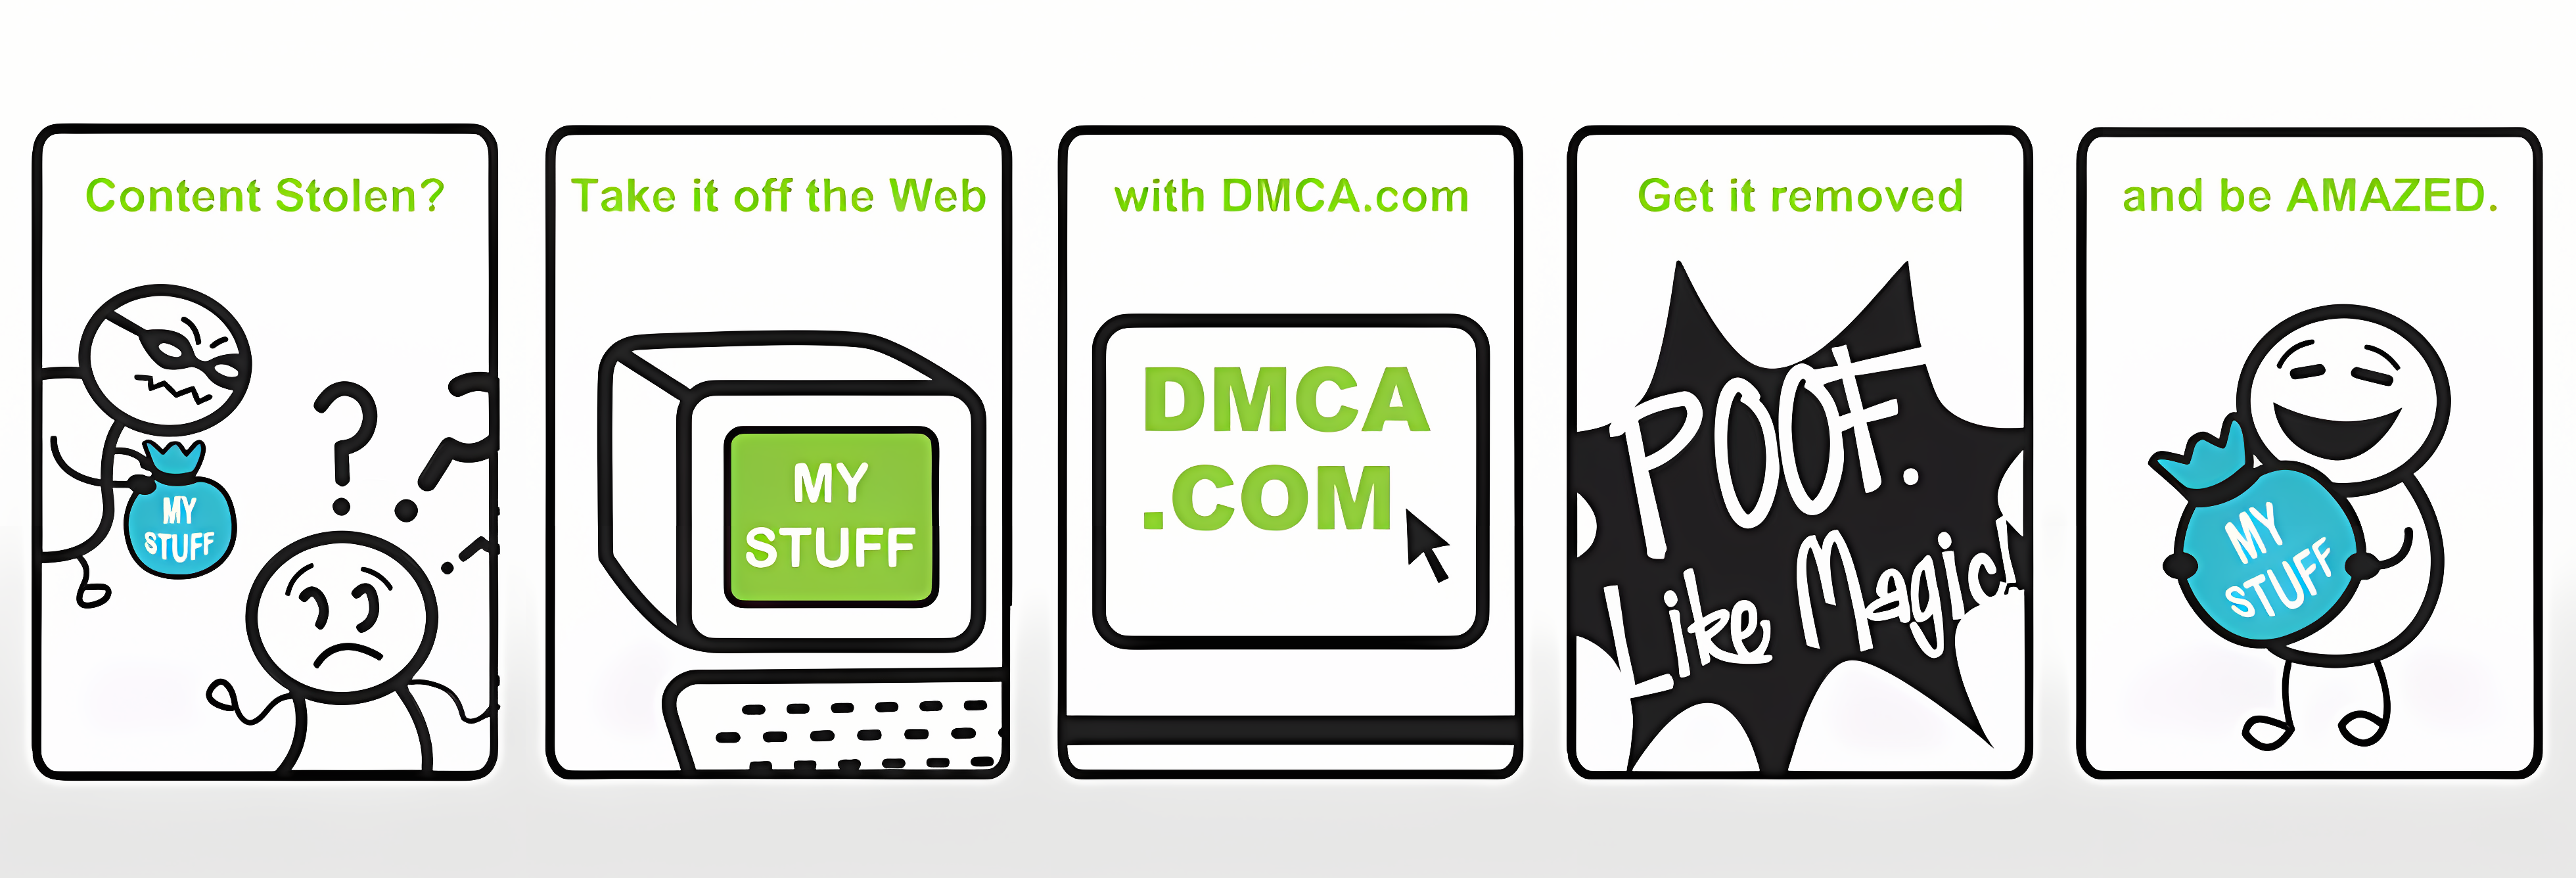 Content Stolen?
MY
STUFF
Take it off the Web
MY
STUFF
with DMCA.com
DMCA
.COM
Get it removed
POOF.
Like Magic!
and be AMAZED.
MY
STUFF